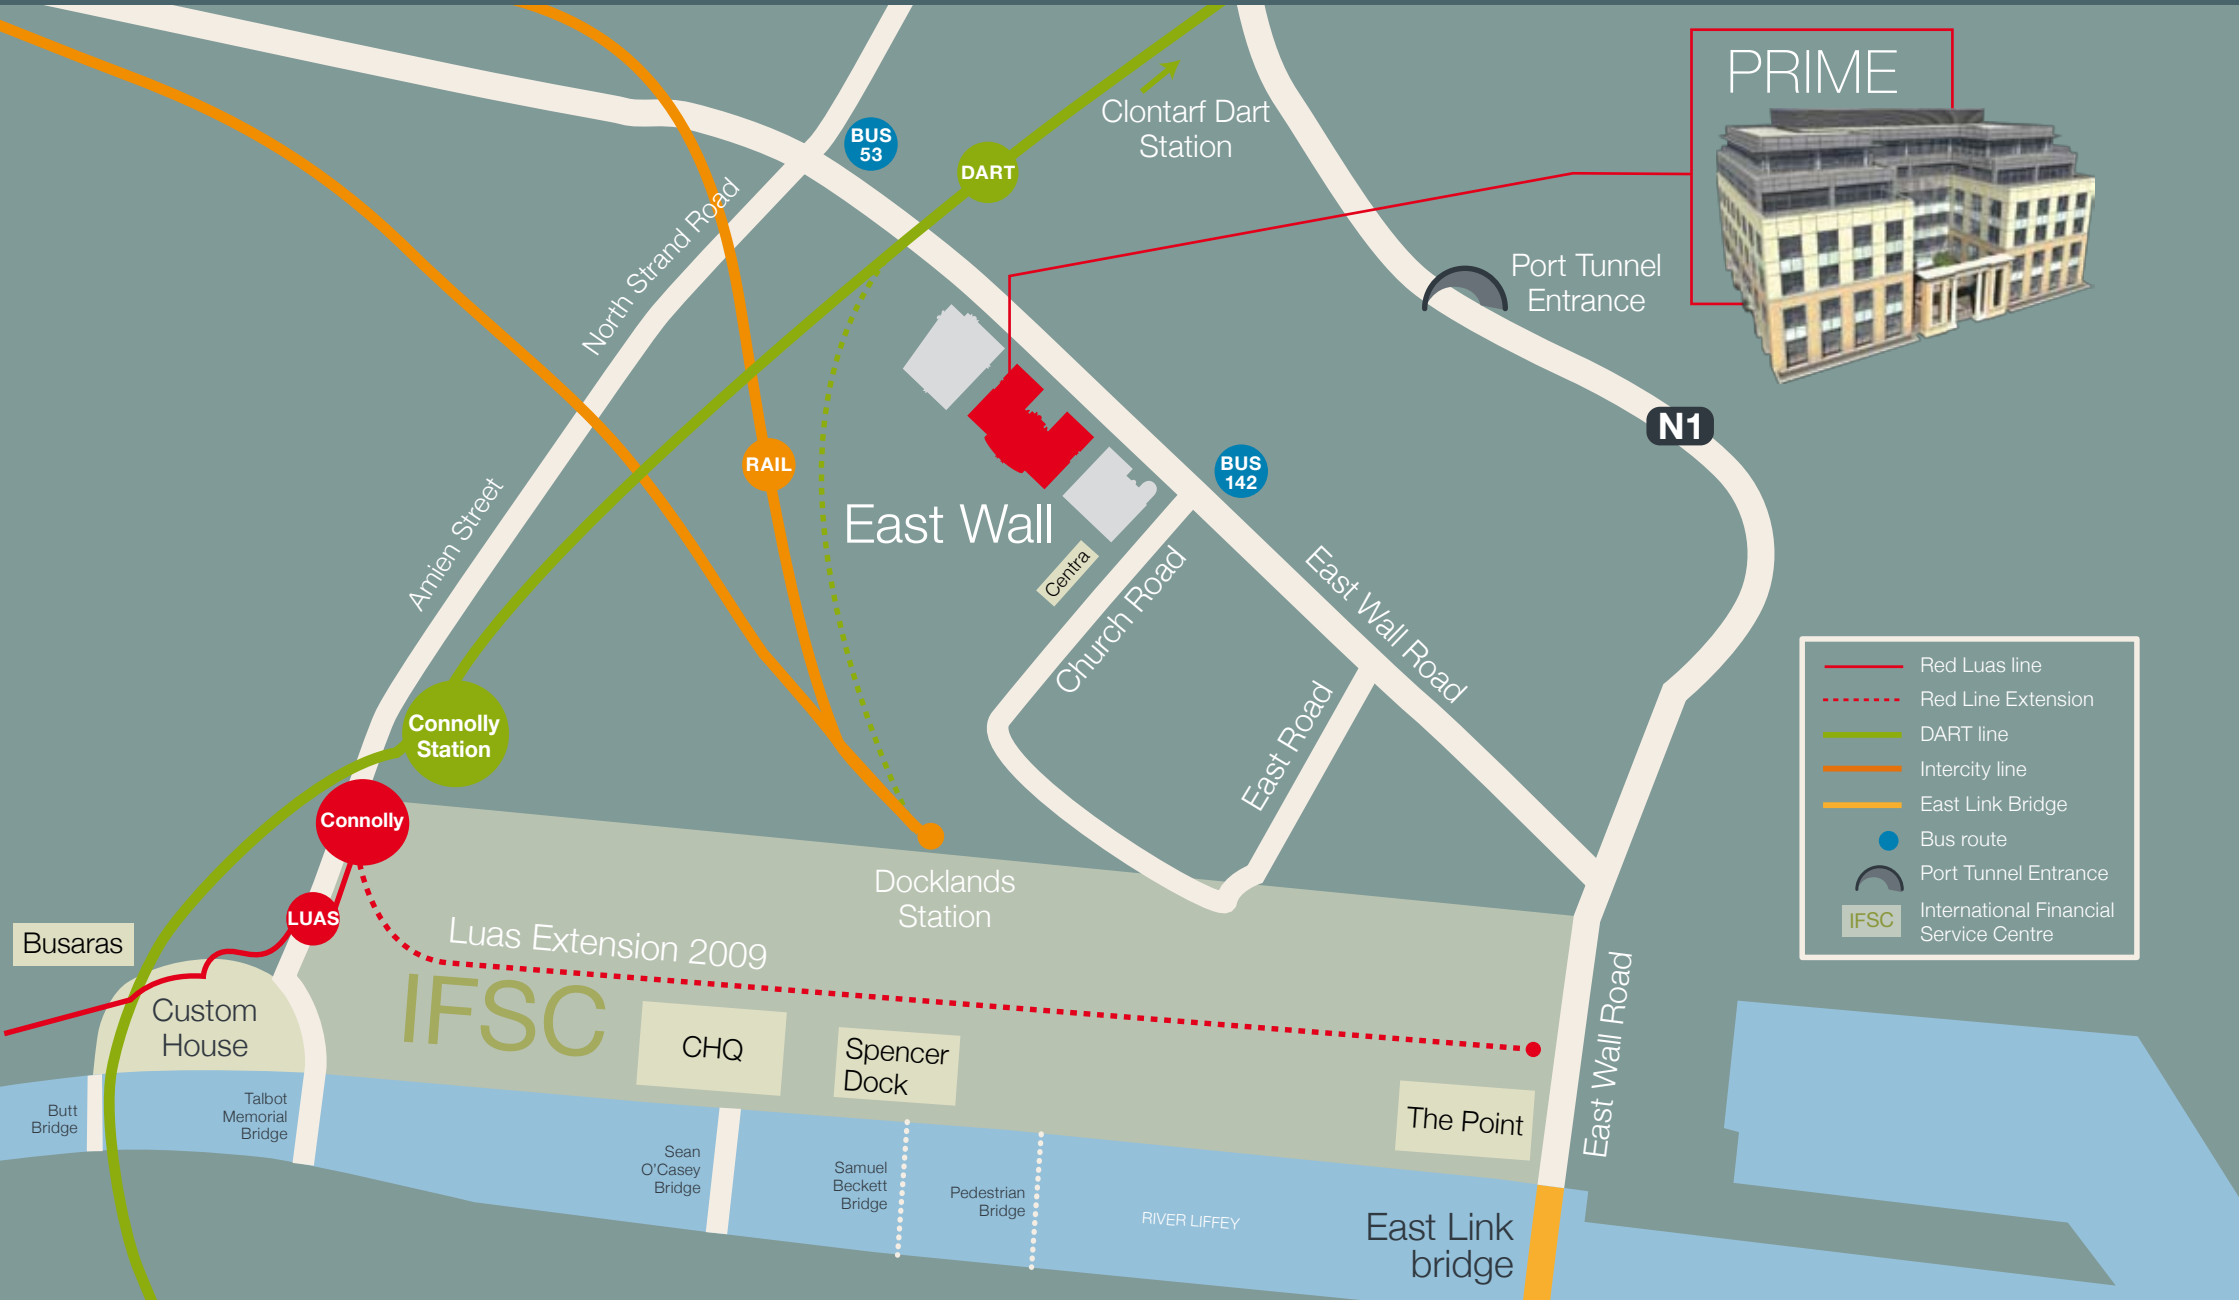 PRIME
Clontarf Dart
Station
BUS
53
DART
North Strand Road
Port Tunnel
Entrance
N1
RAIL
BUS
142
East Wall
Amien Street
Centra
Church Road
East Wall Road
East Road
Connolly
Station
Connolly
LUAS
Busaras
Custom
House
Docklands
Station
Luas Extension 2009
IFSC
CHQ
Spencer
Dock
The Point
East Wall Road
Butt
Bridge
Talbot
Memorial
Bridge
Sean
O'Casey
Bridge
Samuel
Beckett
Bridge
Pedestrian
Bridge
RIVER LIFFEY
East Link
bridge
Red Luas line
Red Line Extension
DART line
Intercity line
East Link Bridge
Bus route
Port Tunnel Entrance
IFSC
International Financial
Service Centre